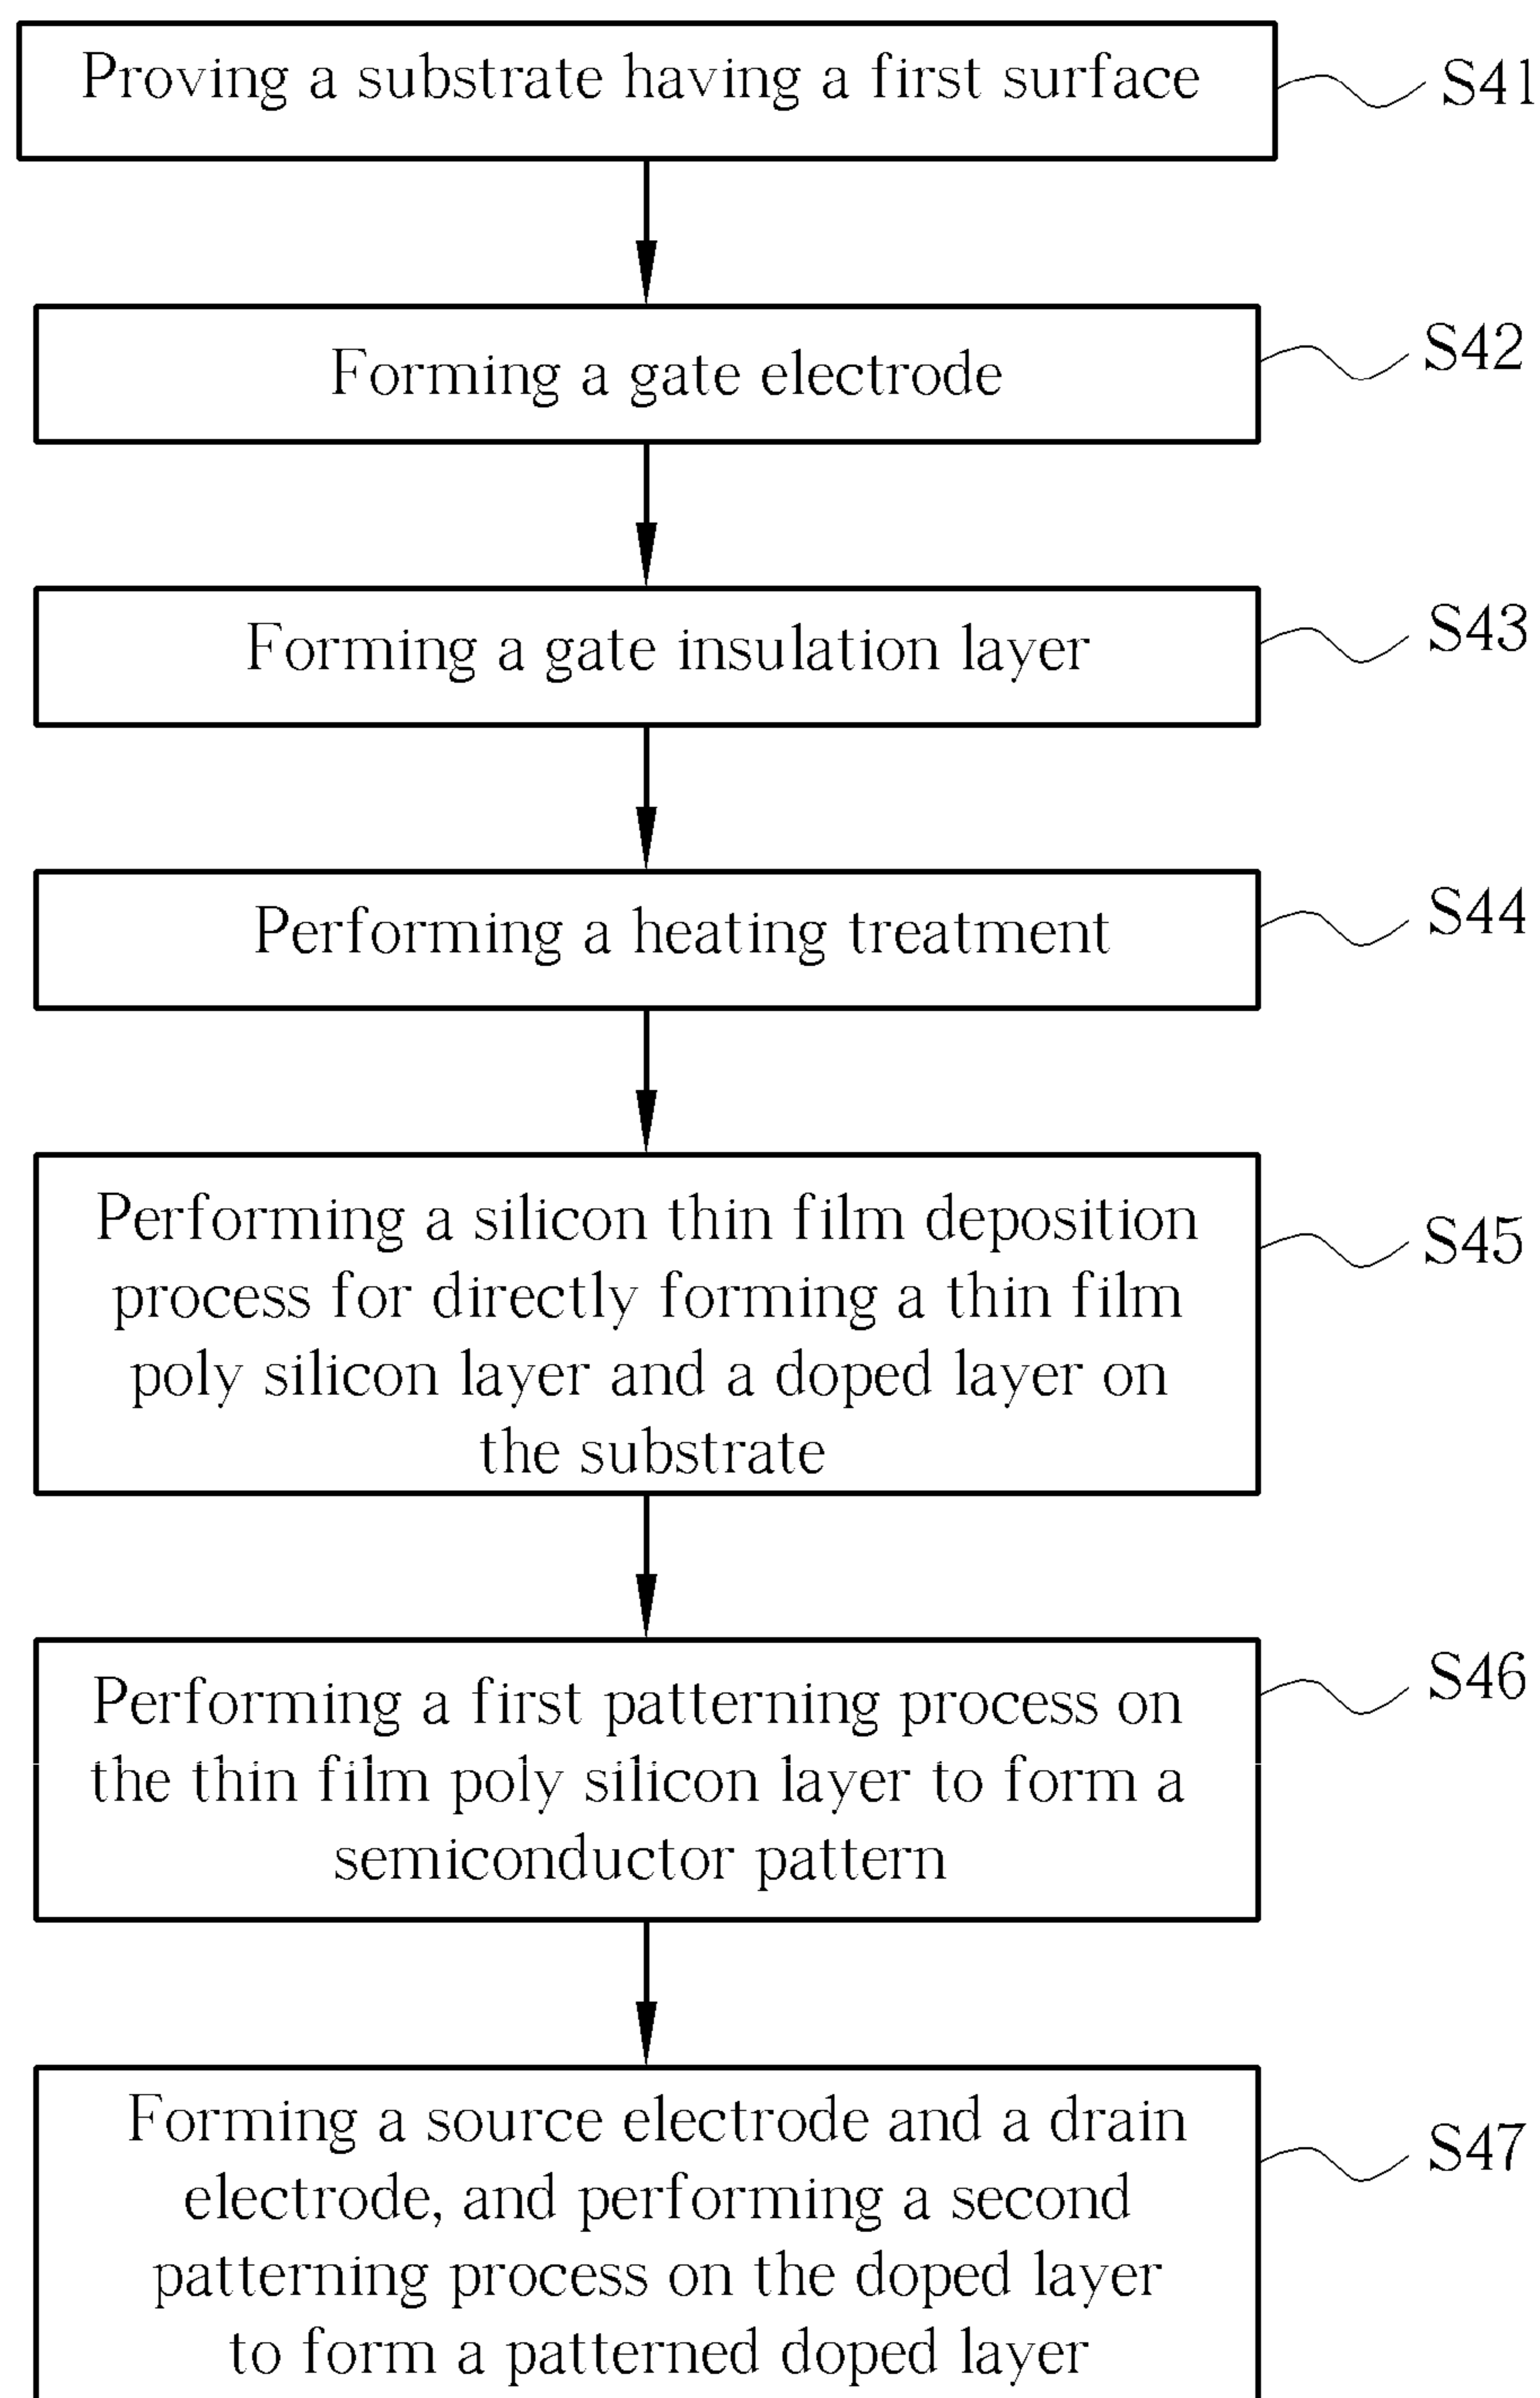 Proving a substrate having a first surface
S41
Forming a gate electrode
S42
Forming a gate insulation layer
S43
Performing a heating treatment
S44
Performing a silicon thin film deposition
process for directly forming a thin film
poly silicon layer and a doped layer on
the substrate
S45
Performing a first patterning process on
the thin film poly silicon layer to form a
semiconductor pattern
S46
Forming a source electrode and a drain
electrode, and performing a second
patterning process on the doped layer
to form a patterned doped layer
S47